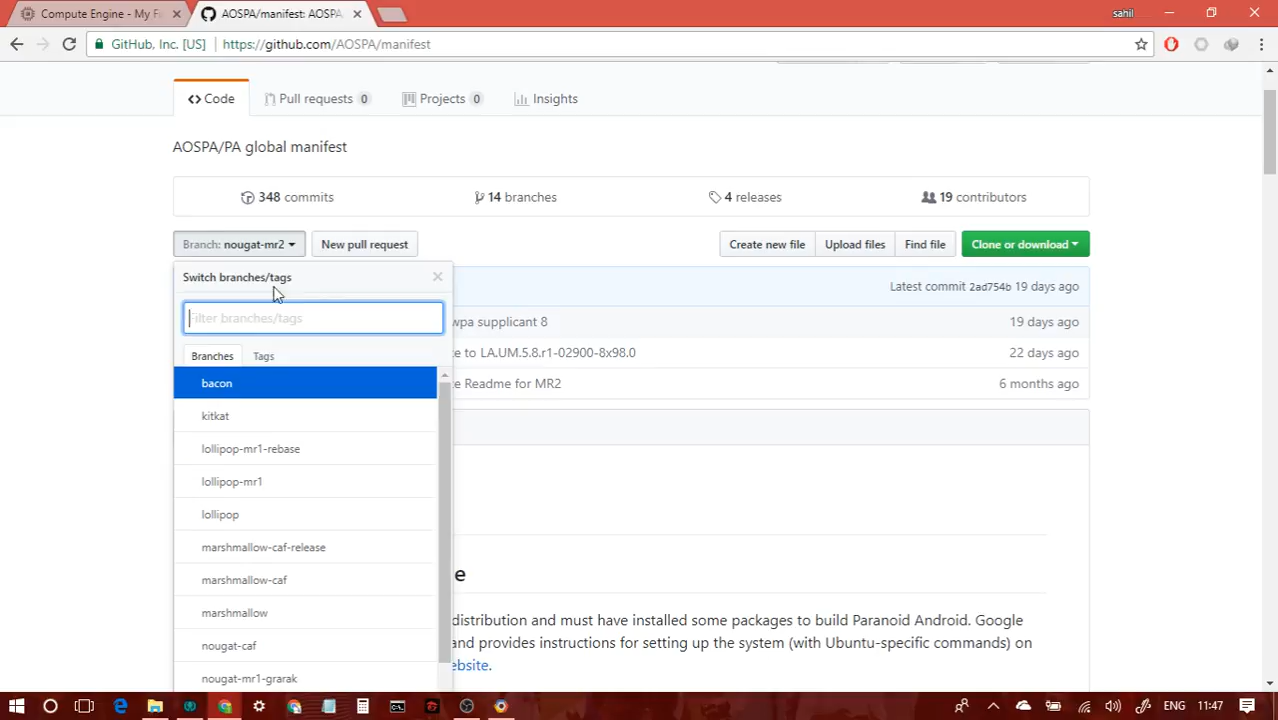 Compute Engine - My F
AOSPA/manifest: AOSPA
sahil
GitHub, Inc. [US]
https://github.com/AOSPA/manifest
Code
Pull requests 0
Projects 0
Insights
AOSPA/PA global manifest
348 commits
14 branches
4 releases
19 contributors
Branch: nougat-mr2
New pull request
Create new file
Upload files
Find file
Clone or download
Switch branches/tags
Latest commit 2ad754b 19 days ago
Filter branches/tags
wpa supplicant 8
19 days ago
Branches
Tags
e to LA.UM.5.8.r1-02900-8x98.0
22 days ago
bacon
e Readme for MR2
6 months ago
kitkat
lollipop-mr1-rebase
lollipop-mr1
lollipop
marshmallow-caf-release
marshmallow-caf
e
marshmallow
distribution and must have installed some packages to build Paranoid Android. Google
nougat-caf
and provides instructions for setting up the system (with Ubuntu-specific commands) on
ebsite.
nougat-mr1-grarak
ENG
11:47